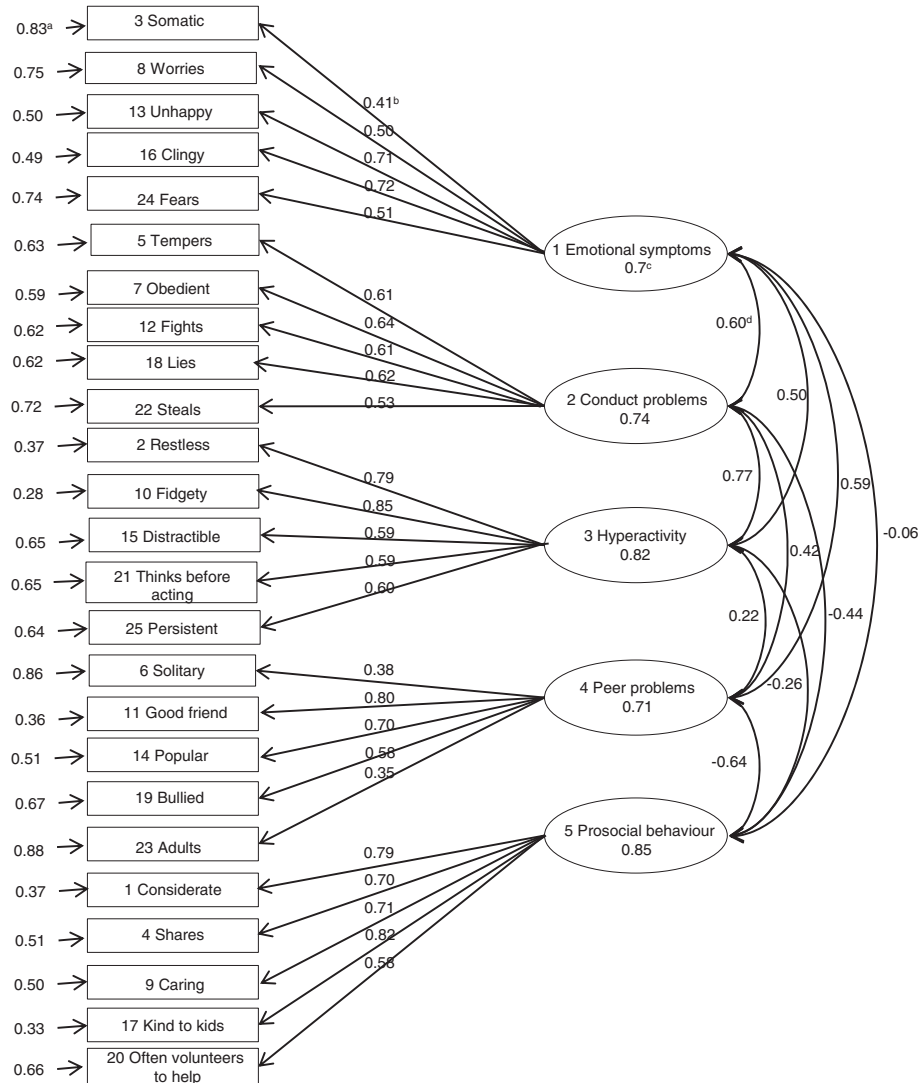 0.83ᵃ 3 Somatic
0.75 8 Worries
0.50 13 Unhappy
0.49 16 Clingy
0.74 24 Fears
0.41ᵇ
0.50
0.71
0.72
0.51
1 Emotional symptoms
0.7ᶜ
0.63 5 Tempers
0.59 7 Obedient
0.62 12 Fights
0.62 18 Lies
0.72 22 Steals
0.61
0.64
0.61
0.62
0.53
2 Conduct problems
0.74
0.37 2 Restless
0.28 10 Fidgety
0.65 15 Distractible
0.65 21 Thinks before
acting
0.64 25 Persistent
0.79
0.85
0.59
0.59
0.60
3 Hyperactivity
0.82
0.86 6 Solitary
0.36 11 Good friend
0.51 14 Popular
0.67 19 Bullied
0.88 23 Adults
0.38
0.80
0.70
0.58
0.35
4 Peer problems
0.71
0.37 1 Considerate
0.51 4 Shares
0.50 9 Caring
0.33 17 Kind to kids
0.66 20 Often volunteers
to help
0.79
0.70
0.71
0.82
0.58
5 Prosocial behaviour
0.85
0.60ᵈ
0.50
0.77
0.59
-0.06
0.42
0.22
-0.44
-0.26
-0.64